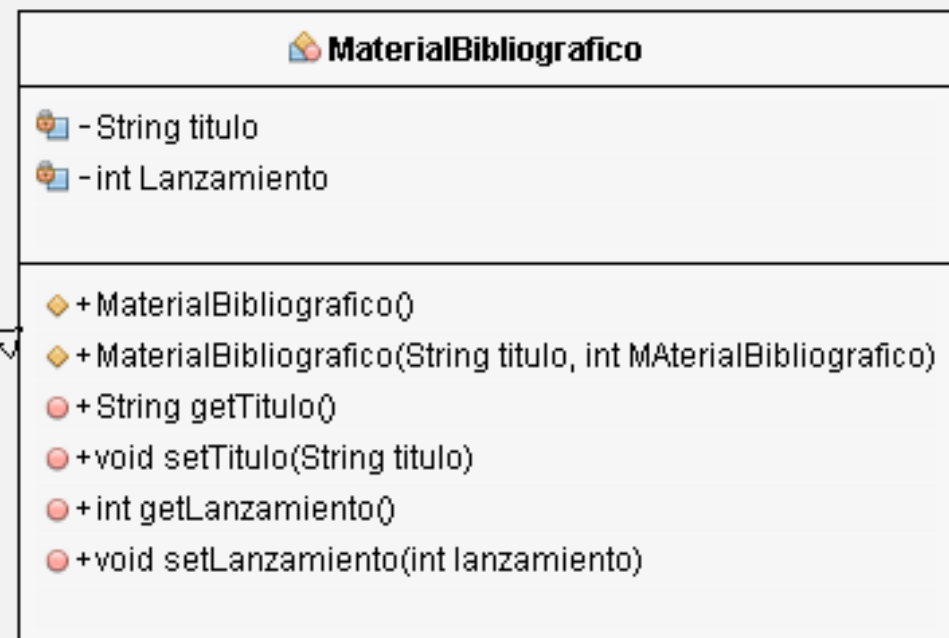 MaterialBibliografico
- String titulo
- int Lanzamiento
+ MaterialBibliografico()
+ MaterialBibliografico(String titulo, int MAterialBibliografico)
+ String getTitulo()
+ void setTitulo(String titulo)
+ int getLanzamiento()
+ void setLanzamiento(int lanzamiento)